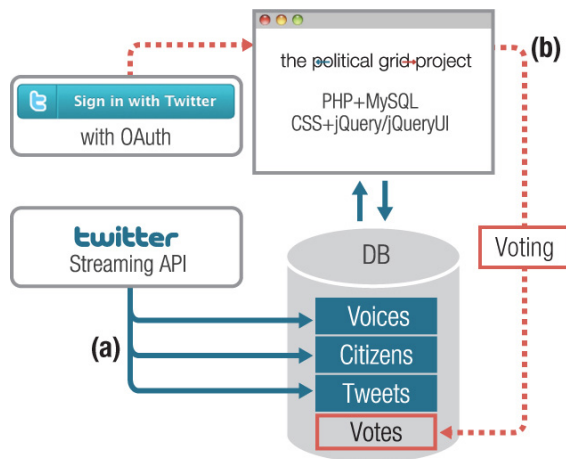 the political grid project
(b)
Sign in with Twitter
PHP+MySQL
CSS+jQuery/jQueryUI
with OAuth
twitter
Streaming API
DB
Voting
Voices
(a)
Citizens
Tweets
Votes